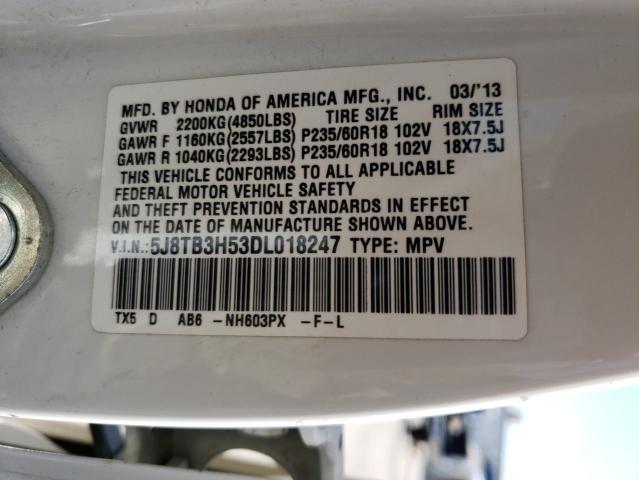 MFD. BY HONDA OF AMERICA MFG., INC. 03/'13
GVWR 2200KG(4850LBS) TIRE SIZE RIM SIZE
GAWR F 1160KG(2557LBS) P235/60R18 102V 18X7.5J
GAWR R 1040KG(2293LBS) P235/60R18 102V 18X7.5J
THIS VEHICLE CONFORMS TO ALL APPLICABLE
FEDERAL MOTOR VEHICLE SAFETY
AND THEFT PREVENTION STANDARDS IN EFFECT
ON THE DATE OF MANUFACTURE SHOWN ABOVE.
V.I.N.:5J8TB3H53DL018247 TYPE: MPV
TX5 D AB6 -NH603PX -F-L